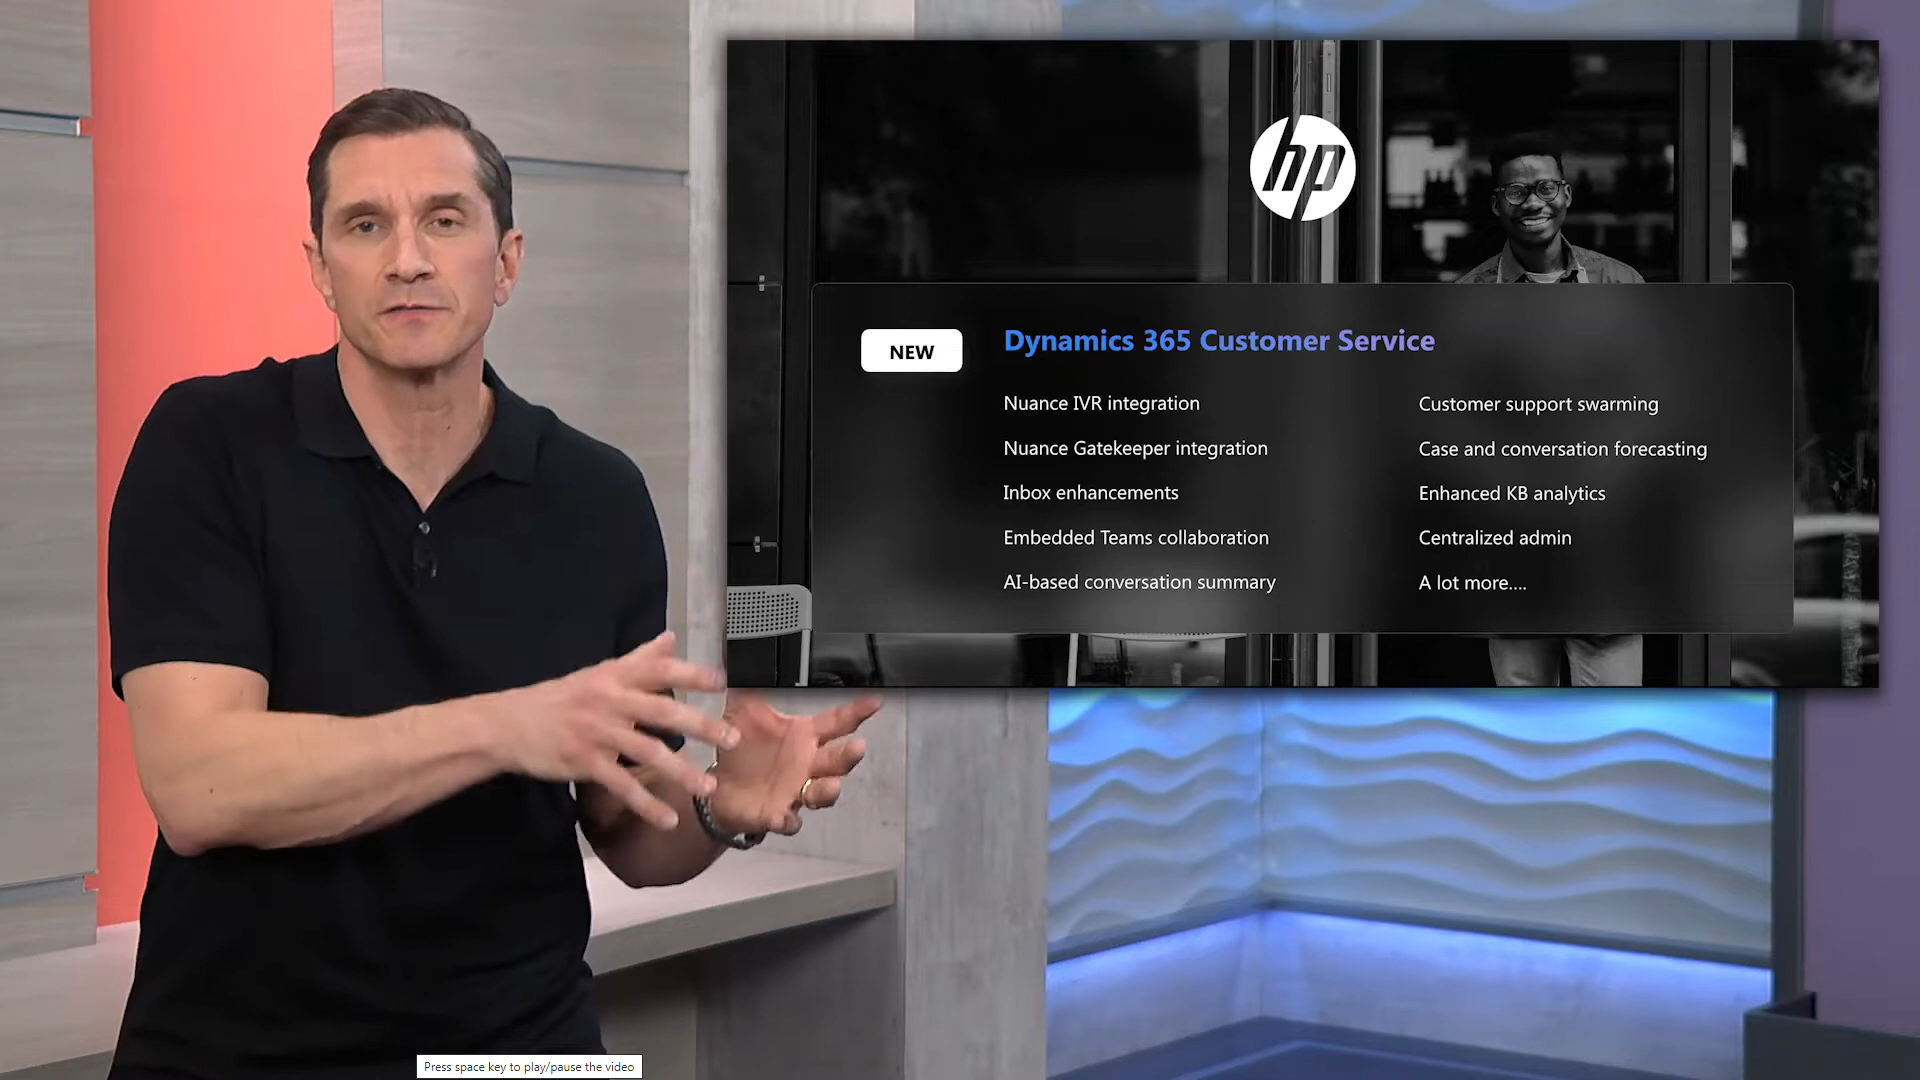 hp
NEW
Dynamics 365 Customer Service
Nuance IVR integration
Nuance Gatekeeper integration
Inbox enhancements
Embedded Teams collaboration
AI-based conversation summary
Customer support swarming
Case and conversation forecasting
Enhanced KB analytics
Centralized admin
A lot more....
Press space key to play/pause the video